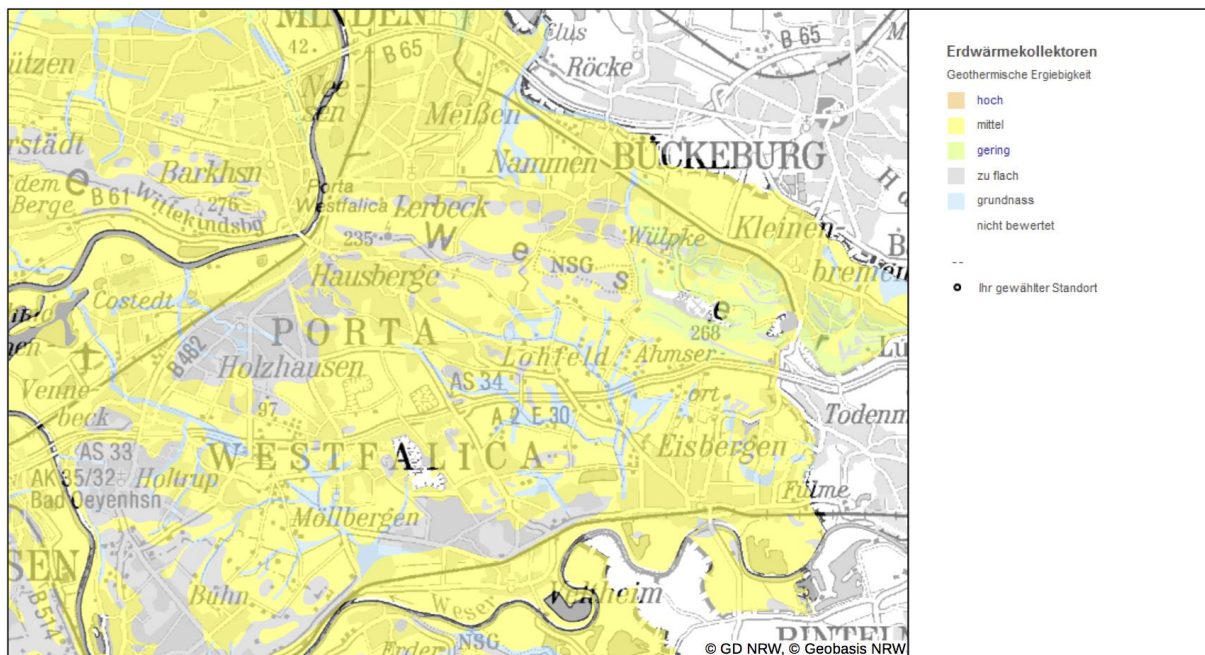 MINDEN
Clus
B 65
M
42.
B 65
Röcke
ützen
Meißen
rstädt
Nammen
BÜCKEBURG
Barkhsn
dem
Berge
e
B 61
276
Wittekindsbg
Porta
Westfalica
Lerbeck
W
235
Wülpke
Kleinen-
bremen
Hausberge
NSG
e
s
Costedt
PORTA
268
e
r
B 482
Holzhausen
Lohfeld
Ahmser
ort
Venne-
beck
AS 34
97
A 2 E 30
Todenm
AS 33
WESTFALICA
Eisbergen
AK 35/32
Holtrup
Bad Oeyenhsn
Fülme
Möllbergen
SEN
Bühn
Veltheim
B 514
Weser
NSG
Erder
RINTELN
© GD NRW, © Geobasis NRW
Erdwärmekollektoren
Geothermische Ergiebigkeit
hoch
mittel
gering
zu flach
grundnass
nicht bewertet
--
Ihr gewählter Standort